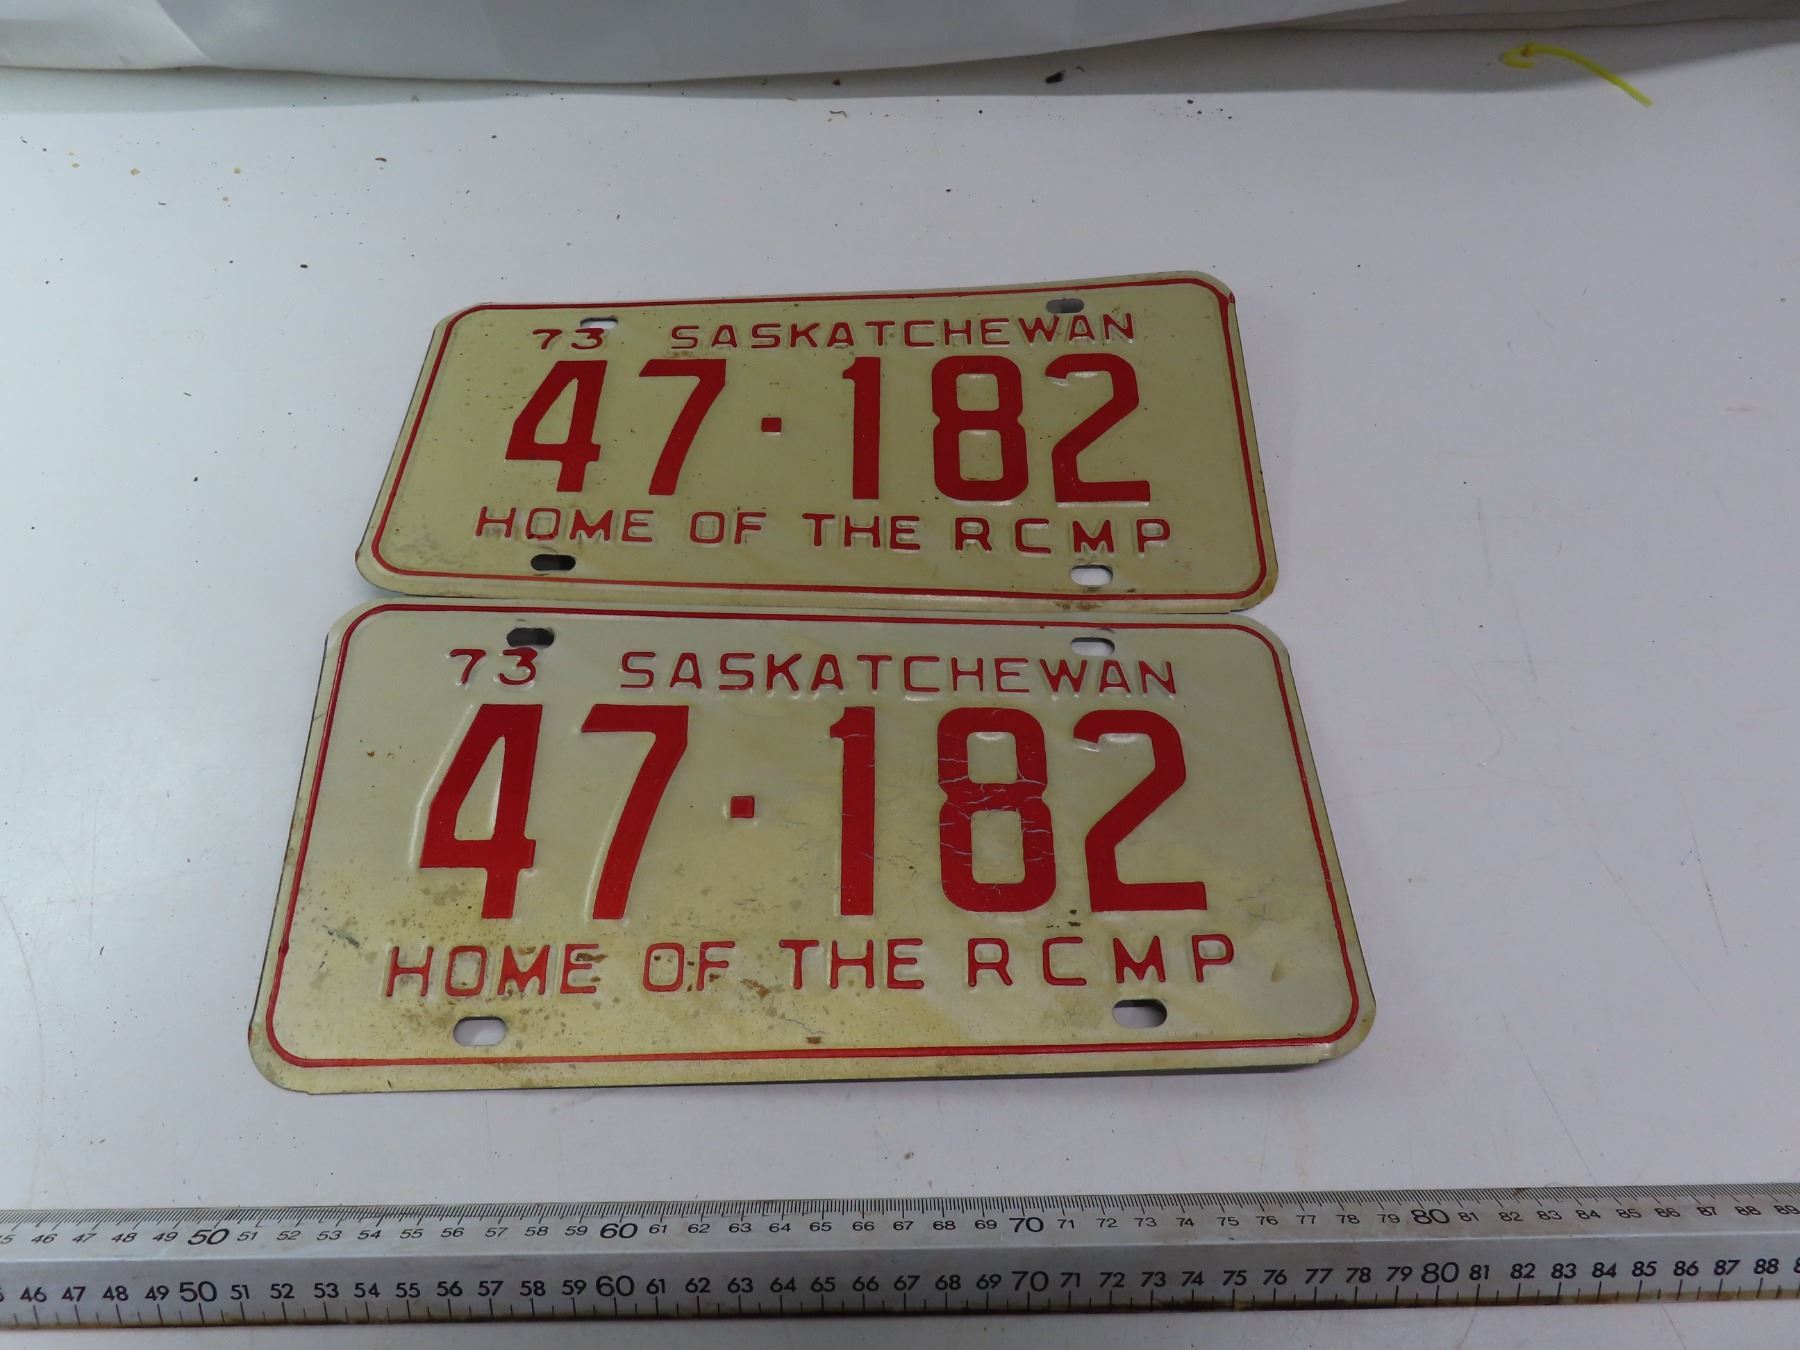 73 SASKATCHEWAN
47·182
HOME OF THE RCMP
73 SASKATCHEWAN
47·182
HOME OF THE RCMP
46 47 48 49 50 51 52 53 54 55 56 57 58 59 60 61 62 63 64 65 66 67 68 69 70 71 72 73 74 75 76 77 78 79 80 81 82 83 84 85 86 87 88 89
46 47 48 49 50 51 52 53 54 55 56 57 58 59 60 61 62 63 64 65 66 67 68 69 70 71 72 73 74 75 76 77 78 79 80 81 82 83 84 85 86 87 88